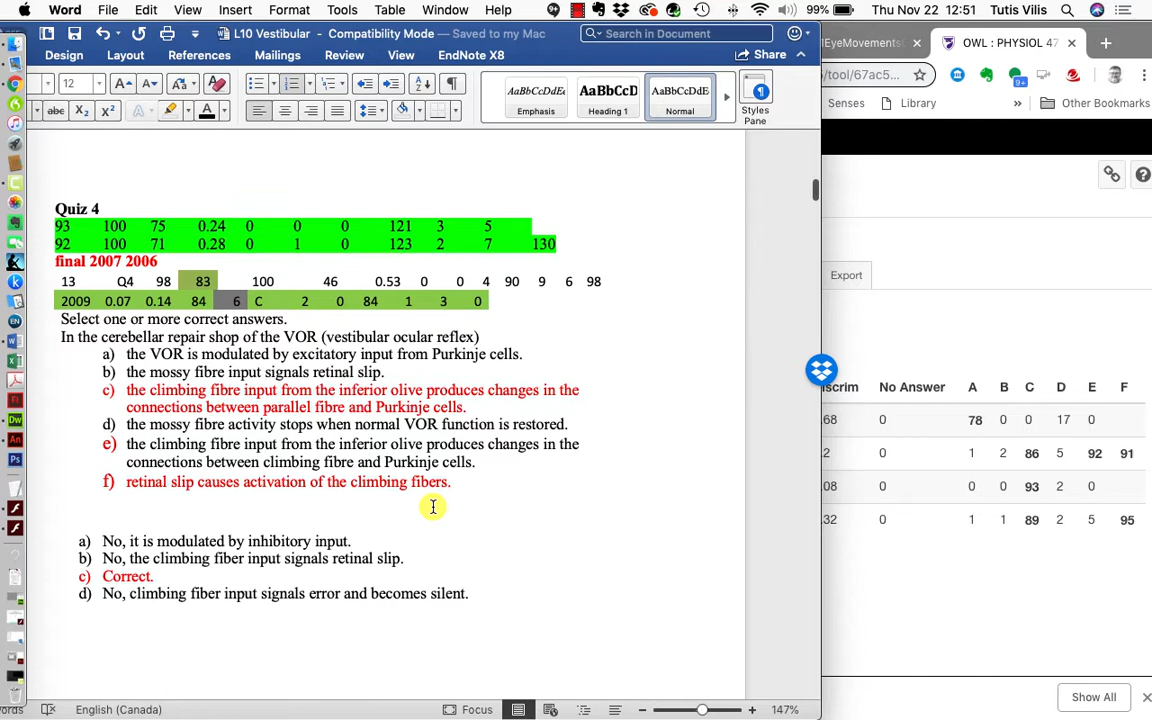 Word File Edit View Insert Format Tools Table Window Help 99% Thu Nov 22 12:51 Tutis Vilis
L10 Vestibular - Compatibility Mode — Saved to my Mac Search in Document
Design Layout References Mailings Review View EndNote X8 Share
12
AaBbCcDdEe AaBbCcD AaBbCcDdEe
Emphasis Heading 1 Normal Styles Pane
EyeMovements OWL : PHYSIOL 47
/tool/67ac5...
Senses Library Other Bookmarks
Quiz 4
93 100 75 0.24 0 0 0 121 3 5
92 100 71 0.28 0 1 0 123 2 7 130
final 2007 2006
13 Q4 98 83 100 46 0.53 0 0 4 90 9 6 98
2009 0.07 0.14 84 6 C 2 0 84 1 3 0
Select one or more correct answers.
In the cerebellar repair shop of the VOR (vestibular ocular reflex)
a) the VOR is modulated by excitatory input from Purkinje cells.
b) the mossy fibre input signals retinal slip.
c) the climbing fibre input from the inferior olive produces changes in the
connections between parallel fibre and Purkinje cells.
d) the mossy fibre activity stops when normal VOR function is restored.
e) the climbing fibre input from the inferior olive produces changes in the
connections between climbing fibre and Purkinje cells.
f) retinal slip causes activation of the climbing fibers.
a) No, it is modulated by inhibitory input.
b) No, the climbing fiber input signals retinal slip.
c) Correct.
d) No, climbing fiber input signals error and becomes silent.
Export
iscrim No Answer A B C D E F
.68 0 78 0 0 17 0
.2 0 1 2 86 5 92 91
.08 0 0 0 93 2 0
.32 0 1 1 89 2 5 95
Show All
words English (Canada) Focus 147%